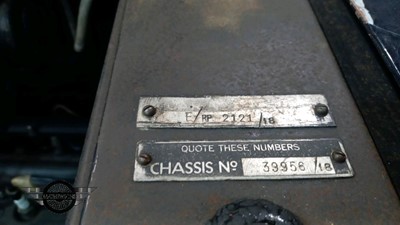 E/RP 2121/18
QUOTE THESE NUMBERS
CHASSIS Nº 39956/18